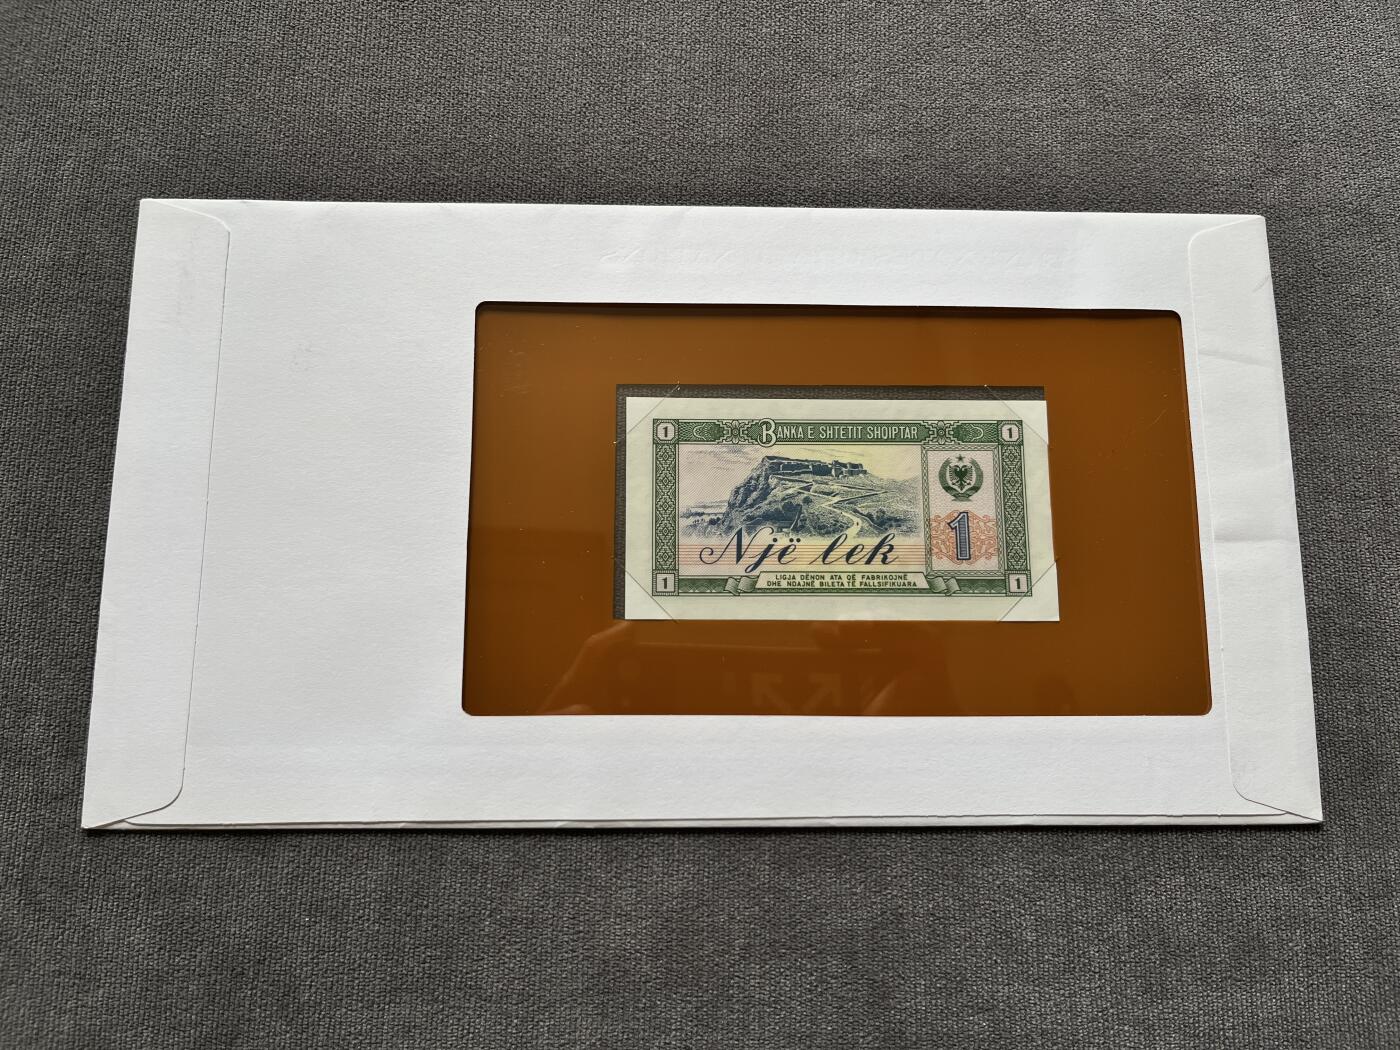 1 BANKA E SHTETIT SHQIPTAR 1
1
Një lek
LIGJA DËNON ATA QË FABRIKOJNË
1 DHE NDAJNË BILETA TË FALLSIFIKUARA 1